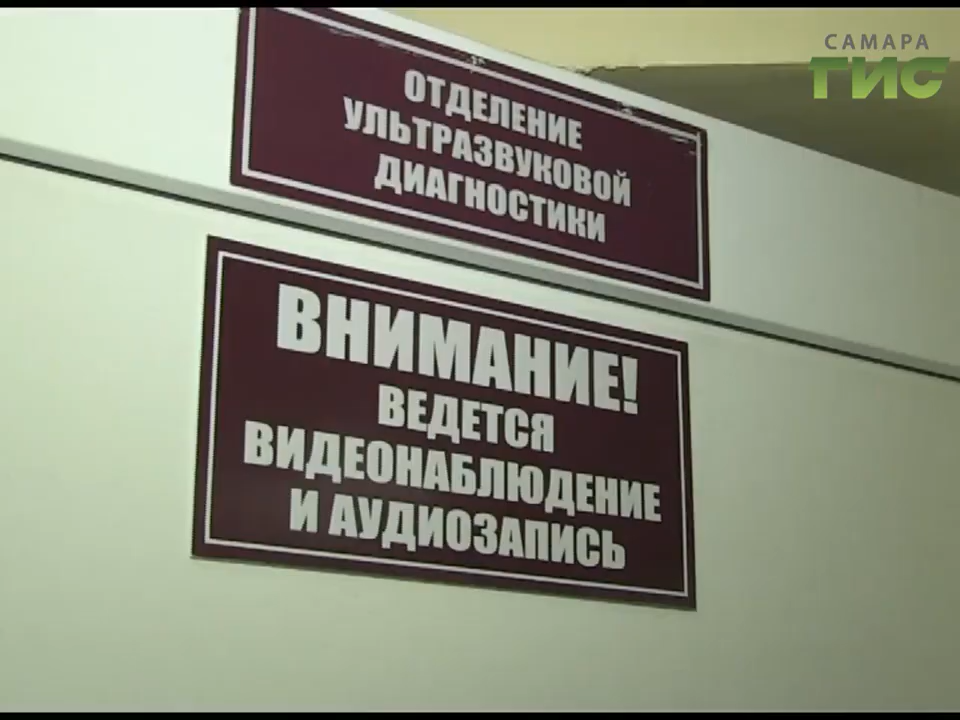 САМАРА
ГИС
ОТДЕЛЕНИЕ
УЛЬТРАЗВУКОВОЙ
ДИАГНОСТИКИ
ВНИМАНИЕ!
ВЕДЕТСЯ
ВИДЕОНАБЛЮДЕНИЕ
И АУДИОЗАПИСЬ